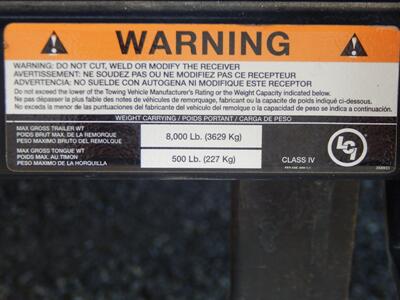 WARNING
WARNING: DO NOT CUT, WELD OR MODIFY THE RECEIVER
AVERTISSEMENT: NE SOUDEZ PAS OU NE MODIFIEZ PAS CE RECEPTEUR
ADVERTENCIA: NO SUELDE CON AUTOGENA NI MODIFIQUE ESTE RECEPTOR
Do not exceed the lower of the Towing Vehicle Manufacturer's Rating or the Weight Capacity indicated below.
Ne pas dépasser la plus faible des notes de véhicules de remorquage, fabricant ou la capacite de poids indiqué ci-dessous.
No exceda la menor de las puntuaciones del fabricante del vehículo del remolque o la capacidad de peso se indica a continuación.
WEIGHT CARRYING / POIDS PORTANT / CARGA DE PESO
MAX GROSS TRAILER WT
POIDS BRUT MAX. DE LA REMORQUE
PESO MAXIMO BRUTO DEL REMOLQUE
8,000 Lb. (3629 Kg)
MAX GROSS TONGUE WT
POIDS MAX. AU TIMON
PESO MAXIMO DE LA HORQUILLA
500 Lb. (227 Kg)
CLASS IV
LCI